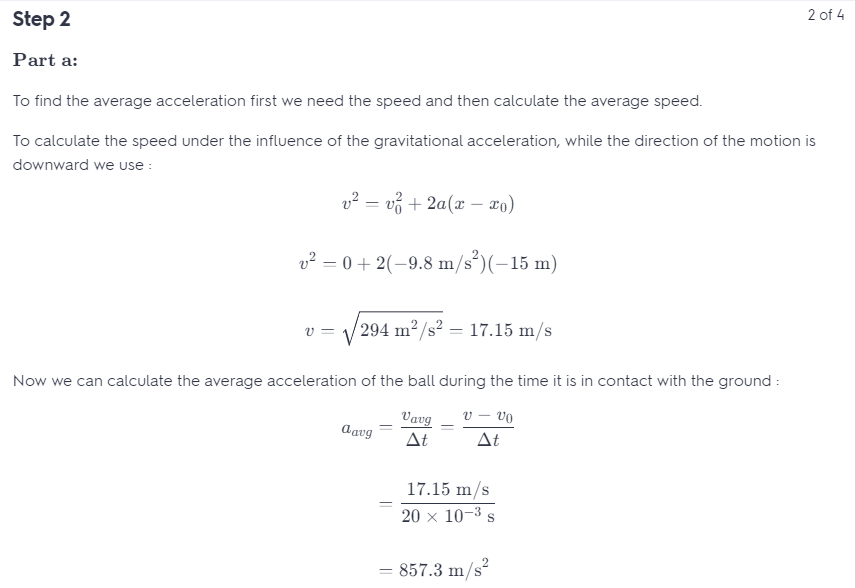 Step 2
2 of 4
Part a:
To find the average acceleration first we need the speed and then calculate the average speed.
To calculate the speed under the influence of the gravitational acceleration, while the direction of the motion is
downward we use :
v² = v₀² + 2a(x − x₀)
v² = 0 + 2(−9.8 m/s²)(−15 m)
v = √(294 m²/s²) = 17.15 m/s
Now we can calculate the average acceleration of the ball during the time it is in contact with the ground :
a_avg = v_avg/Δt = (v − v₀)/Δt
= (17.15 m/s)/(20 × 10⁻³ s)
= 857.3 m/s²